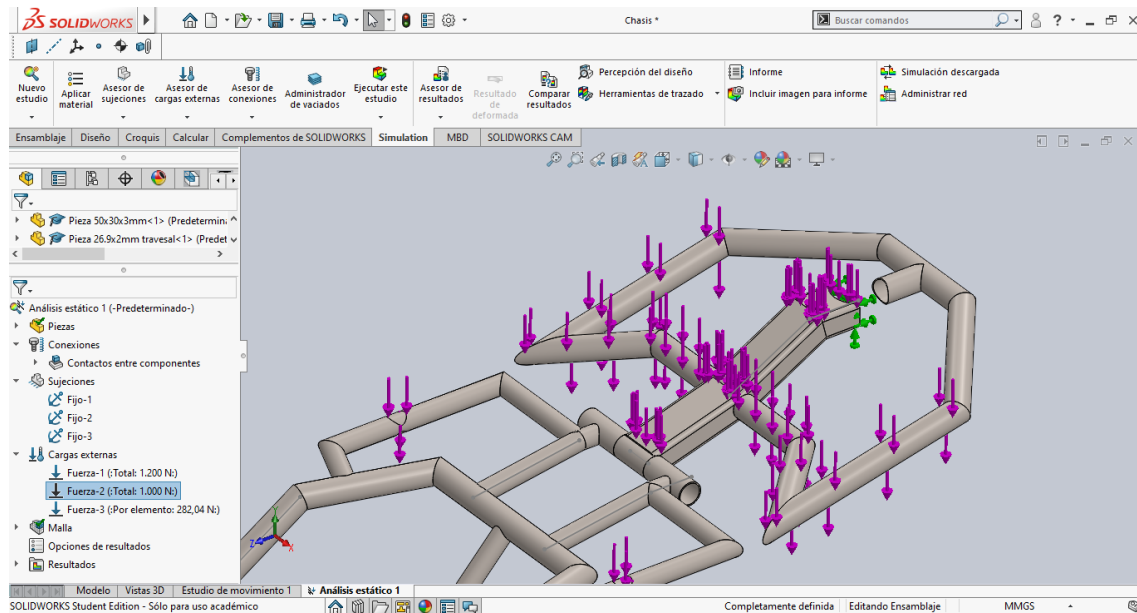 SOLIDWORKS
Chasis *
Buscar comandos
Nuevo estudio
Aplicar material
Asesor de sujeciones
Asesor de cargas externas
Asesor de conexiones
Administrador de vaciados
Ejecutar este estudio
Asesor de resultados
Resultado de deformada
Comparar resultados
Percepción del diseño
Herramientas de trazado
Informe
Incluir imagen para informe
Simulación descargada
Administrar red
Ensamblaje Diseño Croquis Calcular Complementos de SOLIDWORKS Simulation MBD SOLIDWORKS CAM
Pieza 50x30x3mm<1> (Predetermin
Pieza 26.9x2mm travesal<1> (Predet
Análisis estático 1 (-Predeterminado-)
Piezas
Conexiones
Contactos entre componentes
Sujeciones
Fijo-1
Fijo-2
Fijo-3
Cargas externas
Fuerza-1 (:Total: 1.200 N:)
Fuerza-2 (:Total: 1.000 N:)
Fuerza-3 (:Por elemento: 282,04 N:)
Malla
Opciones de resultados
Resultados
Y
Z
X
Modelo Vistas 3D Estudio de movimiento 1 Análisis estático 1
SOLIDWORKS Student Edition - Sólo para uso académico
Completamente definida Editando Ensamblaje MMGS